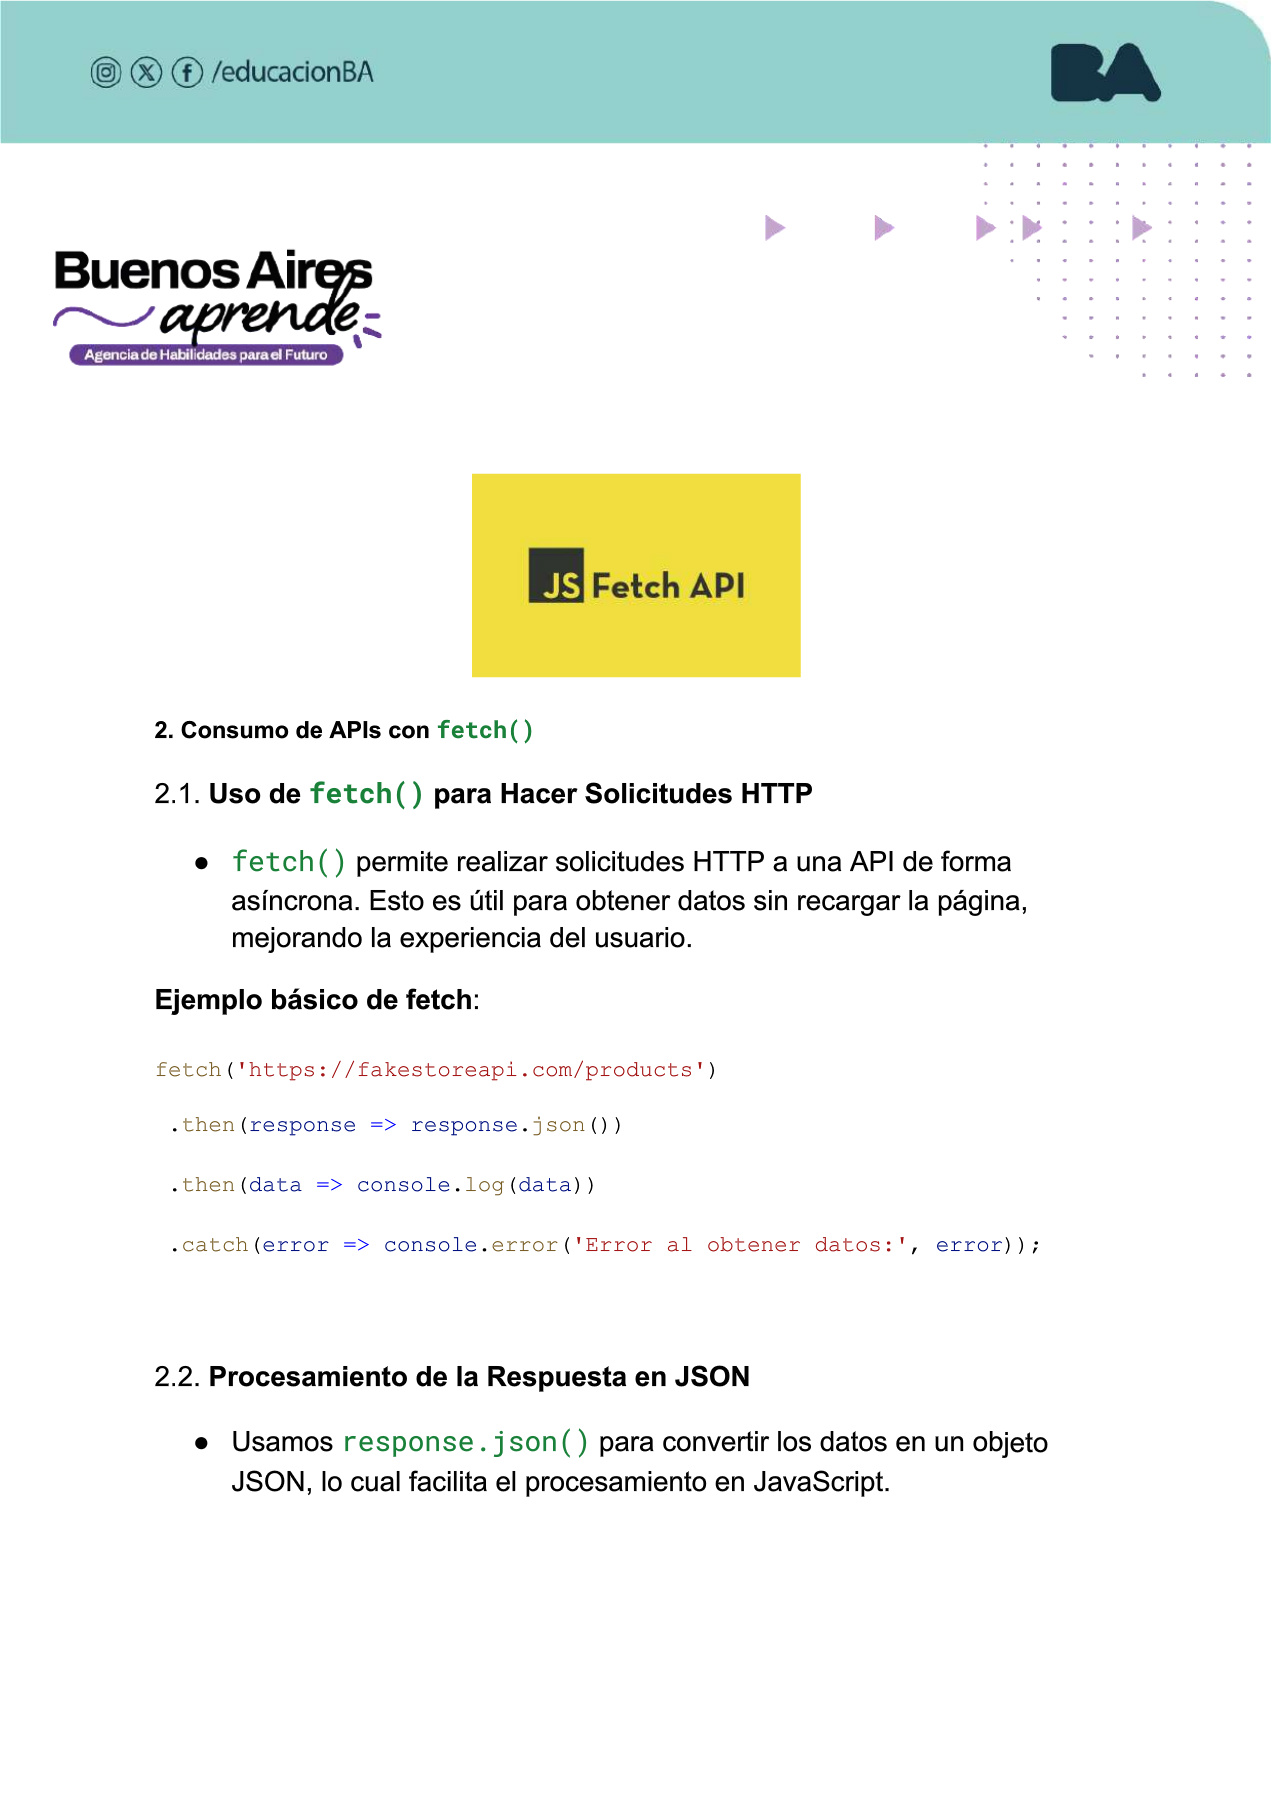 /educacionBA
BA
Buenos Aires
aprende
Agencia de Habilidades para el Futuro
JS Fetch API
2. Consumo de APIs con fetch()
2.1. Uso de fetch() para Hacer Solicitudes HTTP
● fetch() permite realizar solicitudes HTTP a una API de forma
asíncrona. Esto es útil para obtener datos sin recargar la página,
mejorando la experiencia del usuario.
Ejemplo básico de fetch:
fetch('https://fakestoreapi.com/products')
.then(response => response.json())
.then(data => console.log(data))
.catch(error => console.error('Error al obtener datos:', error));
2.2. Procesamiento de la Respuesta en JSON
● Usamos response.json() para convertir los datos en un objeto
JSON, lo cual facilita el procesamiento en JavaScript.